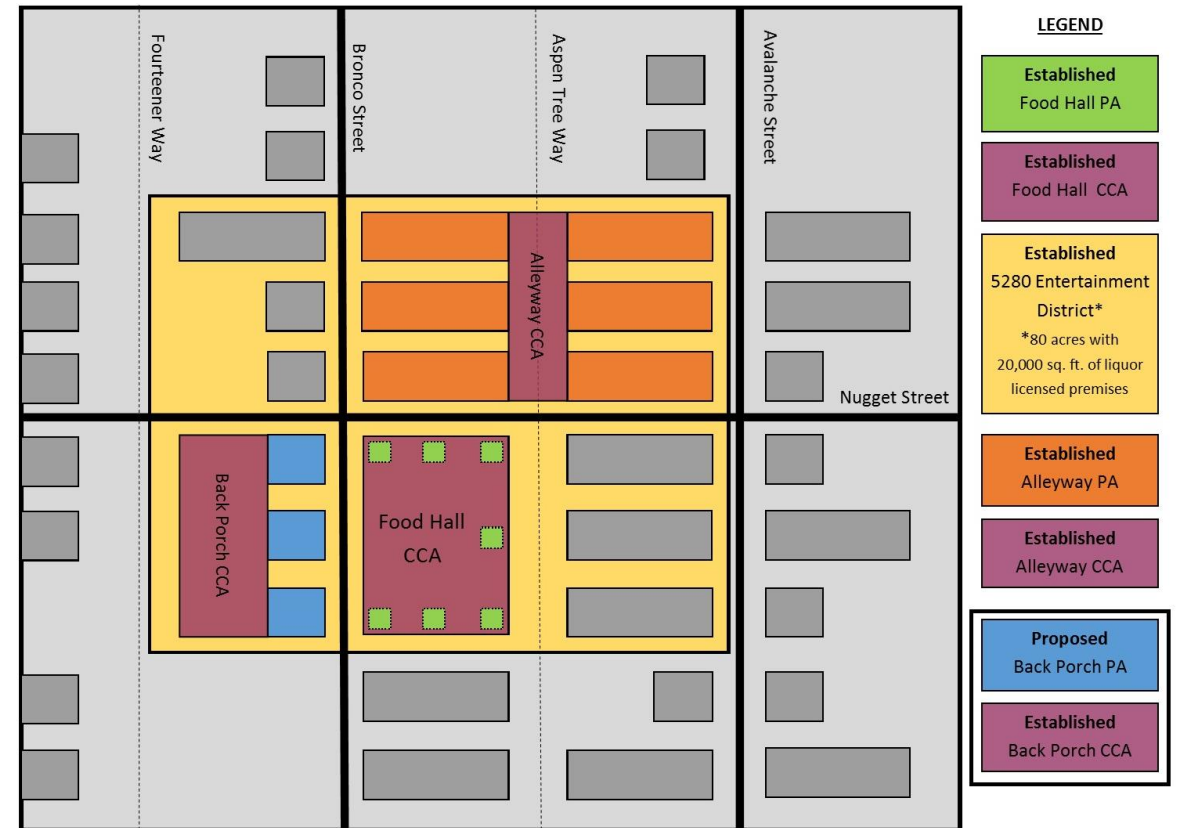 Fourteener Way
Bronco Street
Aspen Tree Way
Avalanche Street
Alleyway CCA
Nugget Street
Back Porch CCA
Food Hall
CCA
LEGEND
Established
Food Hall PA
Established
Food Hall CCA
Established
5280 Entertainment
District*
*80 acres with
20,000 sq. ft. of liquor
licensed premises
Established
Alleyway PA
Established
Alleyway CCA
Proposed
Back Porch PA
Established
Back Porch CCA